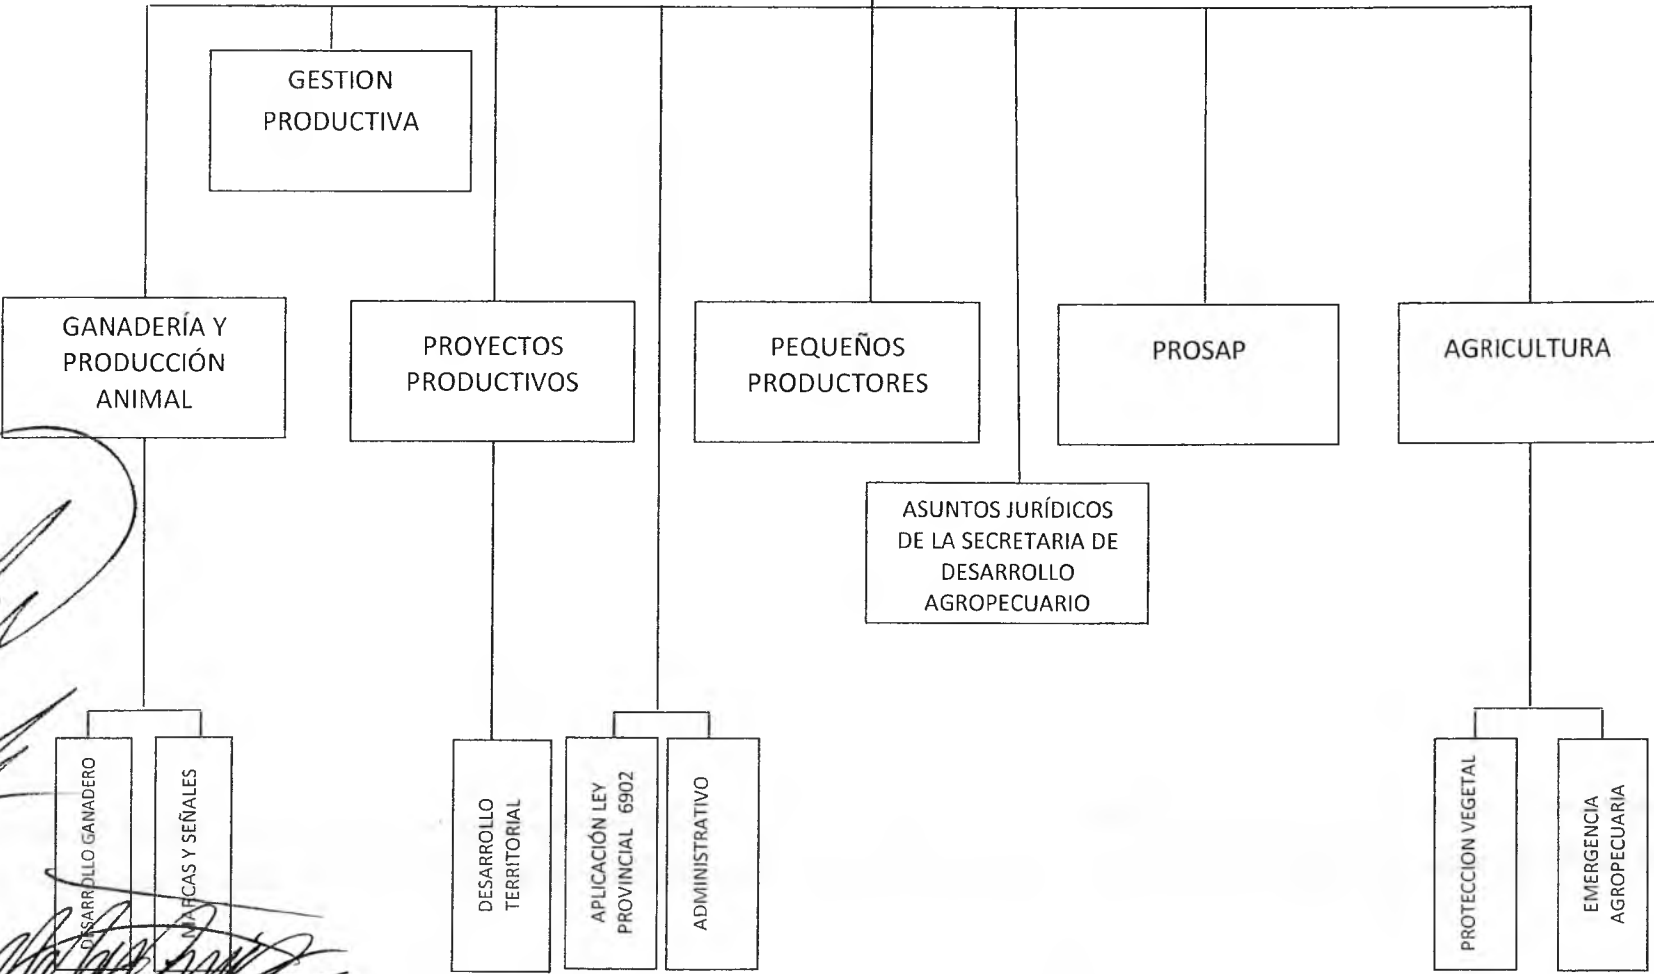 GESTION
PRODUCTIVA
GANADERÍA Y
PRODUCCIÓN
ANIMAL
PROYECTOS
PRODUCTIVOS
PEQUEÑOS
PRODUCTORES
PROSAP
AGRICULTURA
ASUNTOS JURÍDICOS
DE LA SECRETARIA DE
DESARROLLO
AGROPECUARIO
DESARROLLO GANADERO
MARCAS Y SEÑALES
DESARROLLO
TERRITORIAL
APLICACIÓN LEY
PROVINCIAL 6902
ADMINISTRATIVO
PROTECCION VEGETAL
EMERGENCIA
AGROPECUARIA